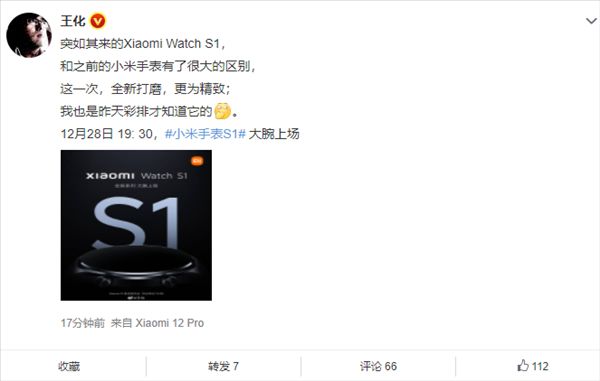 王化
突如其来的Xiaomi Watch S1，
和之前的小米手表有了很大的区别，
这一次，全新打磨，更为精致；
我也是昨天彩排才知道它的。
12月28日 19: 30，#小米手表S1# 大腕上场
xiaomi Watch S1
全新系列 大腕上场
S1
17分钟前 来自 Xiaomi 12 Pro
收藏
转发 7
评论 66
112